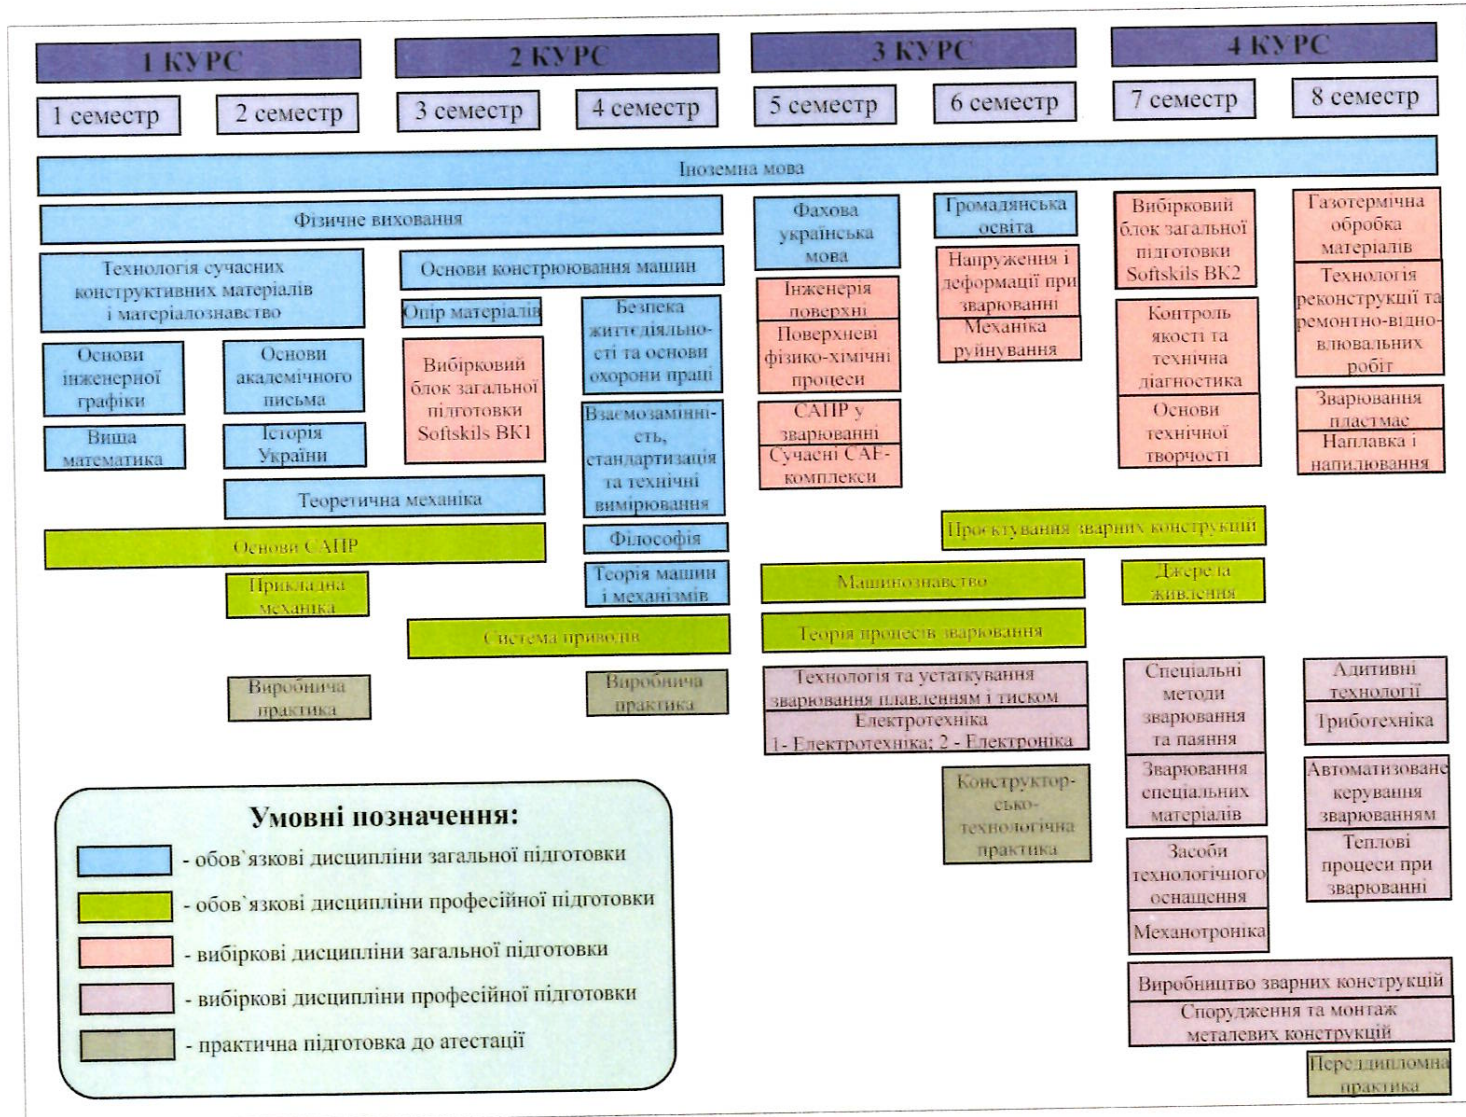 1 КУРС
2 КУРС
3 КУРС
4 КУРС
1 семестр
2 семестр
3 семестр
4 семестр
5 семестр
6 семестр
7 семестр
8 семестр
Іноземна мова
Фізичне виховання
Технологія сучасних
конструктивних матеріалів
і матеріалознавство
Основи констрюювання машин
Опір матеріалів
Безпека
життєдіяльно-
сті та основи
охорони праці
Основи
інженерної
графіки
Основи
академічного
письма
Вибірковий
блок загальної
підготовки
Softskils ВК1
Вища
математика
Історія
України
Взаємозамінні-
сть,
стандартизація
та технічні
вимірювання
Теоретична механіка
Основи САПР
Філософія
Прикладна
механіка
Теорія машин
і механізмів
Система приводів
Виробнича
практика
Виробнича
практика
Фахова
українська
мова
Інженерія
поверхні
Поверхневі
фізико-хімічні
процеси
САПР у
зварюванні
Сучасні САЕ-
комплекси
Громадянська
освіта
Напруження і
деформації при
зварюванні
Механіка
руйнування
Вибірковий
блок загальної
підготовки
Softskils ВК2
Контроль
якості та
технічна
діагностика
Основи
технічної
творчості
Газотермічна
обробка
матеріалів
Технологія
реконструкції та
ремонтно-відно-
влювальних
робіт
Зварювання
пластмас
Наплавка і
напилювання
Проєктування зварних конструкцій
Машинознавство
Джерела
живлення
Теорія процесів зварювання
Технологія та устаткування
зварювання плавленням і тиском
Електротехніка
1- Електротехніка; 2 - Електроніка
Конструктор-
сько-
технологічна
практика
Спеціальні
методи
зварювання
та паяння
Зварювання
спеціальних
матеріалів
Засоби
технологічного
оснащення
Механотроніка
Адитивні
технології
Триботехніка
Автоматизоване
керування
зварюванням
Теплові
процеси при
зварюванні
Виробництво зварних конструкцій
Спорудження та монтаж
металевих конструкцій
Переддипломна
практика
Умовні позначення:
- обов`язкові дисципліни загальної підготовки
- обов`язкові дисципліни професійної підготовки
- вибіркові дисципліни загальної підготовки
- вибіркові дисципліни професійної підготовки
- практична підготовка до атестації